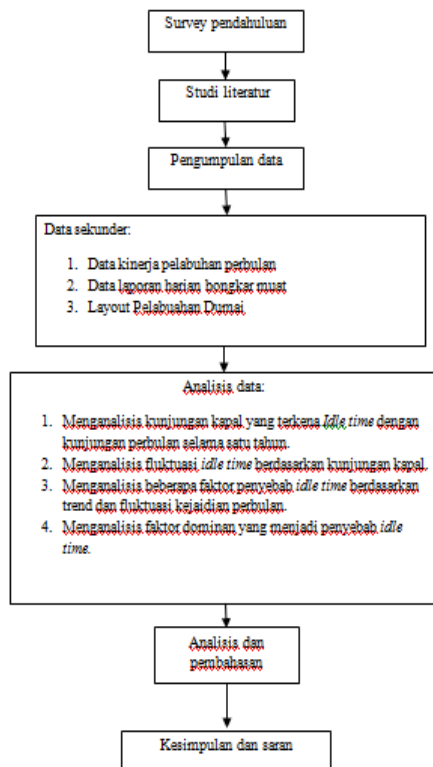 Survey pendahuluan
Studi literatur
Pengumpulan data
Data sekunder:
1. Data kinerja pelabuhan perbulan
2. Data laporan harian bongkar muat
3. Layout Pelabuahan Dumai
Analisis data:
1. Menganalisis kunjungan kapal yang terkena Idle time dengan
kunjungan perbulan selama satu tahun.
2. Menganalisis fluktuasi idle time berdasarkan kunjungan kapal.
3. Menganalisis beberapa faktor penyebab idle time berdasarkan
trend dan fluktuasi kejaidian perbulan.
4. Menganalisis faktor dominan yang menjadi penyebab idle
time.
Analisis dan
pembahasan
Kesimpulan dan saran